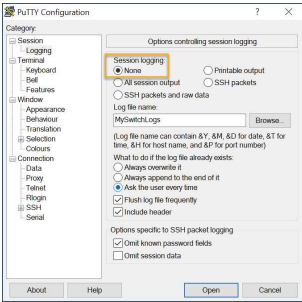 PuTTY Configuration
?
X
Category:
Session
Logging
Terminal
Keyboard
Bell
Features
Window
Appearance
Behaviour
Translation
Selection
Colours
Connection
Data
Proxy
Telnet
Rlogin
SSH
Serial
Options controlling session logging
Session logging:
None
Printable output
All session output
SSH packets
SSH packets and raw data
Log file name:
MySwitchLogs
Browse...
(Log file name can contain &Y, &M, &D for date, &T for
time, &H for host name, and &P for port number)
What to do if the log file already exists:
Always overwrite it
Always append to the end of it
Ask the user every time
Flush log file frequently
Include header
Options specific to SSH packet logging
Omit known password fields
Omit session data
About
Help
Open
Cancel